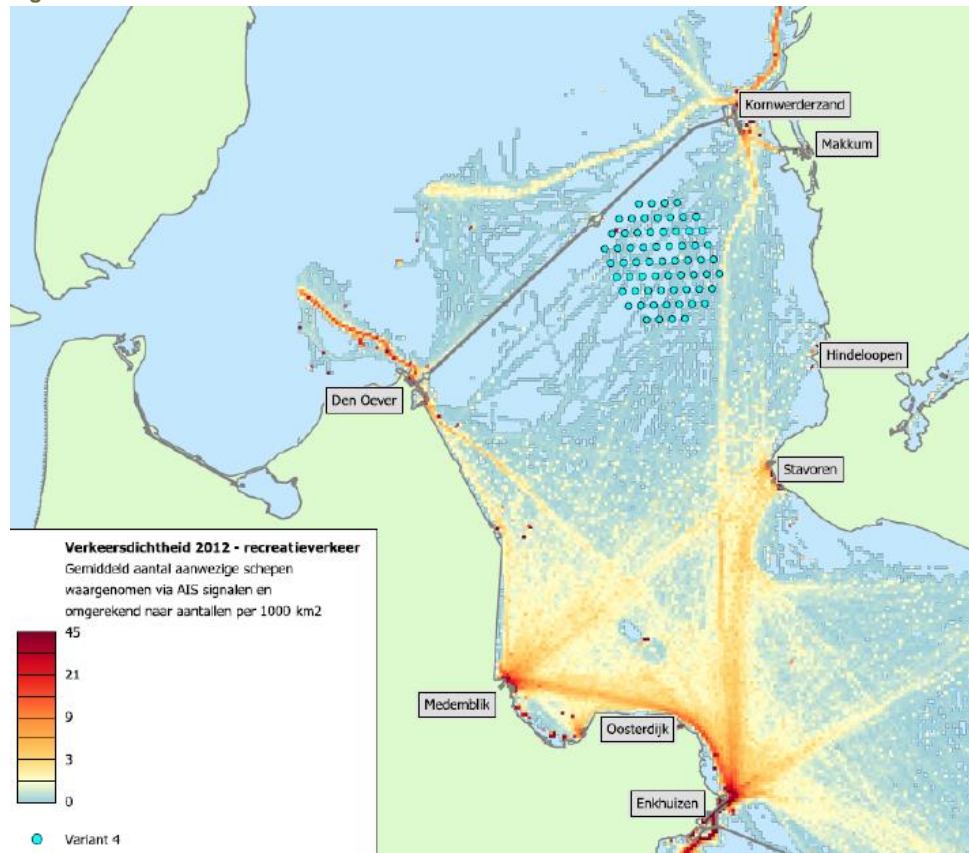 Kornwerderzand
Makkum
Hindeloopen
Den Oever
Stavoren
Verkeersdichtheid 2012 - recreatieverkeer
Gemiddeld aantal aanwezige schepen
waargenomen via AIS signalen en
omgerekend naar aantallen per 1000 km2
45
21
9
3
0
Medemblik
Oosterdijk
Enkhuizen
Variant 4